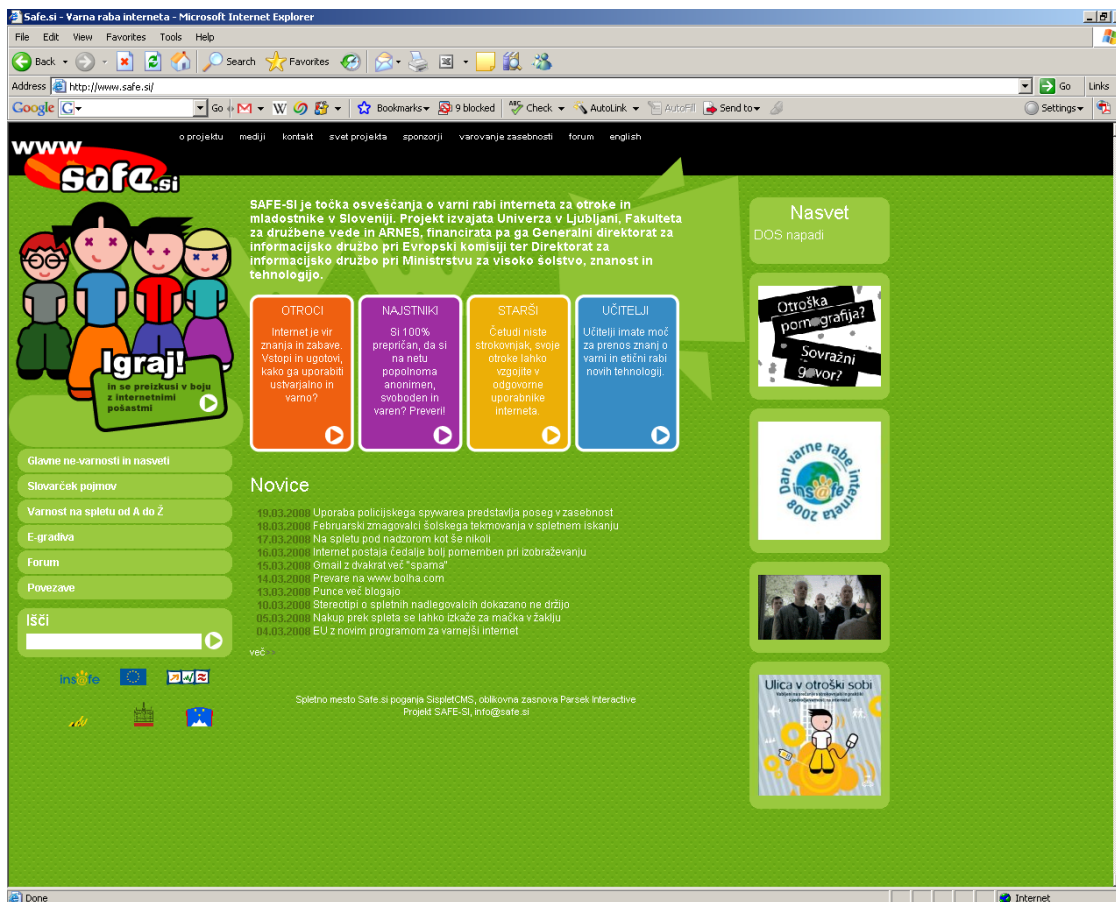 Safe.si - Varna raba interneta - Microsoft Internet Explorer
File Edit View Favorites Tools Help
Back Search Favorites
Address http://www.safe.si/ Go Links
Google Go Bookmarks 9 blocked Check AutoLink AutoFill Send to Settings
o projektu mediji kontakt svet projekta sponzorji varovanje zasebnosti forum english
www
safe.si
SAFE-SI je točka osveščanja o varni rabi interneta za otroke in
mladostnike v Sloveniji. Projekt izvajata Univerza v Ljubljani, Fakulteta
za družbene vede in ARNES, financirata pa ga Generalni direktorat za
informacijsko družbo pri Evropski komisiji ter Direktorat za
informacijsko družbo pri Ministrstvu za visoko šolstvo, znanost in
tehnologijo.
Igraj!
in se preizkusi v boju
z internetnimi
pošastmi
OTROCI
Internet je vir
znanja in zabave.
Vstopi in ugotovi,
kako ga uporabiti
ustvarjalno in
varno?
NAJSTNIKI
Si 100%
prepričan, da si
na netu
popolnoma
anonimen,
svoboden in
varen? Preveri!
STARŠI
Četudi niste
strokovnjak, svoje
otroke lahko
vzgojite v
odgovorne
uporabnike
interneta.
UČITELJI
Učitelji imate moč
za prenos znanj o
varni in etični rabi
novih tehnologij.
Glavne ne-varnosti in nasveti
Slovarček pojmov
Varnost na spletu od A do Ž
E-gradiva
Forum
Povezave
Išči
insafe
Novice
19.03.2008 Uporaba policijskega spywarea predstavlja poseg v zasebnost
18.03.2008 Februarski zmagovalci šolskega tekmovanja v spletnem iskanju
17.03.2008 Na spletu pod nadzorom kot še nikoli
16.03.2008 Internet postaja čedalje bolj pomemben pri izobraževanju
15.03.2008 Gmail z dvakrat več "spama"
14.03.2008 Prevare na www.bolha.com
13.03.2008 Punce več blogajo
10.03.2008 Stereotipi o spletnih nadlegovalcih dokazano ne držijo
05.03.2008 Nakup prek spleta se lahko izkaže za mačka v žaklju
04.03.2008 EU z novim programom za varnejši internet
več>>
Spletno mesto Safe.si poganja SispletCMS, oblikovna zasnova Parsek Interactive
Projekt SAFE-SI, info@safe.si
Nasvet
DOS napadi
Otroška
pornografija?
Sovražni
govor?
Dan varne rabe interneta 2008
insafe
Ulica v otroški sobi
Done Internet